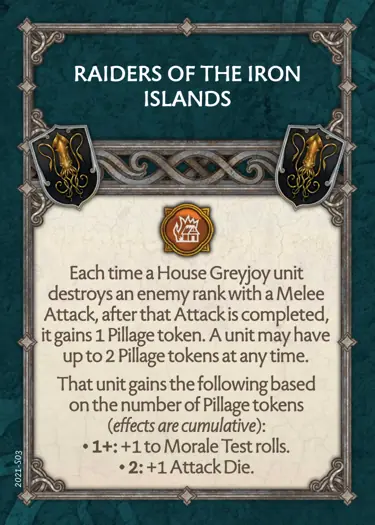 RAIDERS OF THE IRON
ISLANDS
Each time a House Greyjoy unit
destroys an enemy rank with a Melee
Attack, after that Attack is completed,
it gains 1 Pillage token. A unit may have
up to 2 Pillage tokens at any time.
That unit gains the following based
on the number of Pillage tokens
(effects are cumulative):
• 1+: +1 to Morale Test rolls.
• 2: +1 Attack Die.
2021-S03